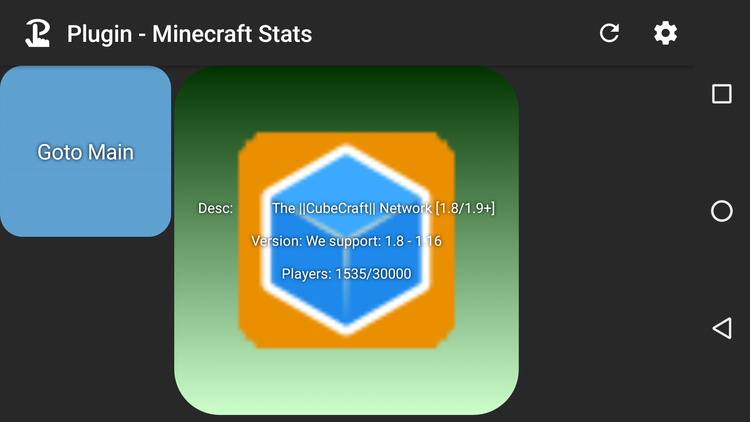 Plugin - Minecraft Stats
Goto Main
Desc: The ||CubeCraft|| Network [1.8/1.9+]
Version: We support: 1.8 - 1.16
Players: 1535/30000